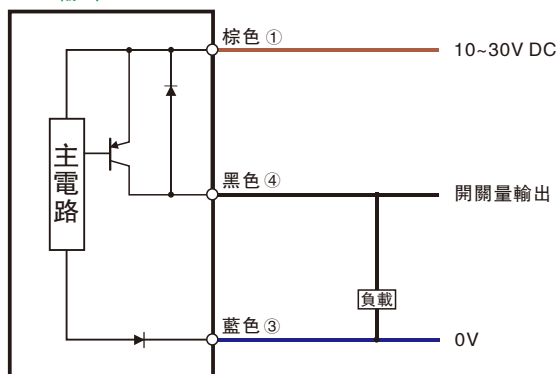 棕色 ①
10~30V DC
主電路
黑色 ④
開關量輸出
負載
藍色 ③
0V